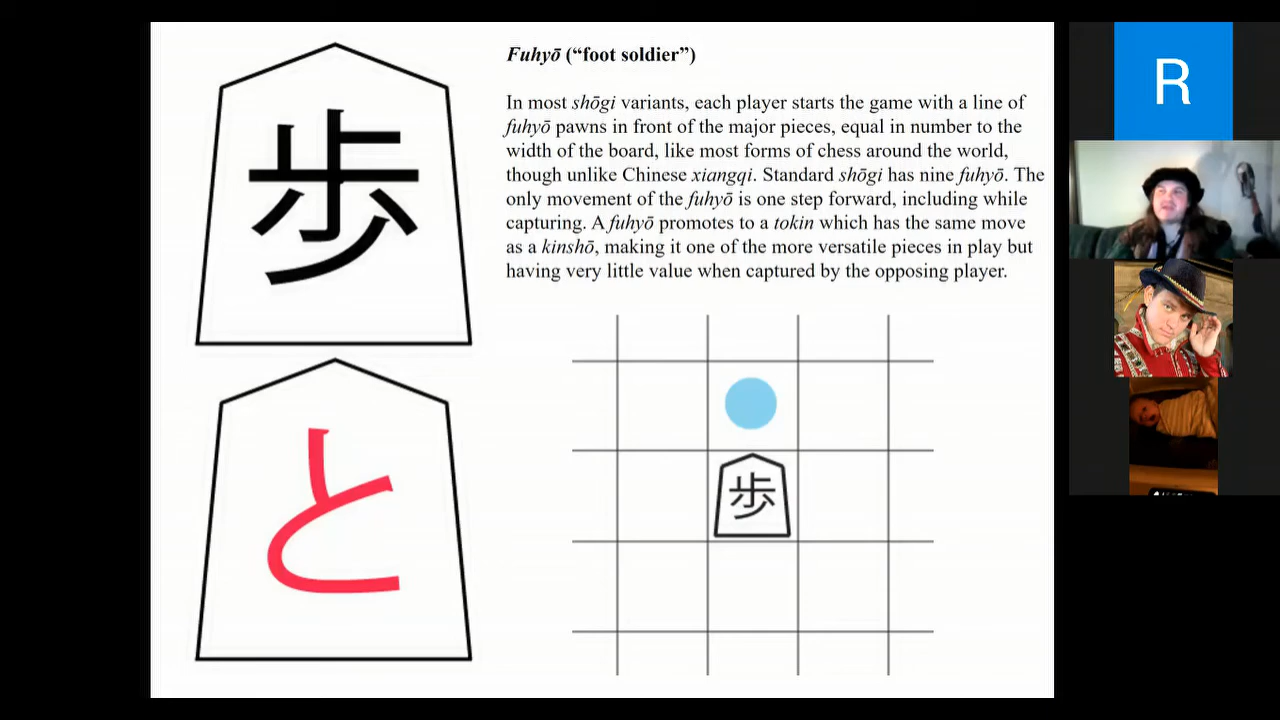 歩
と
Fuhyō (“foot soldier”)
In most shōgi variants, each player starts the game with a line of
fuhyō pawns in front of the major pieces, equal in number to the
width of the board, like most forms of chess around the world,
though unlike Chinese xiangqi. Standard shōgi has nine fuhyō. The
only movement of the fuhyō is one step forward, including while
capturing. A fuhyō promotes to a tokin which has the same move
as a kinshō, making it one of the more versatile pieces in play but
having very little value when captured by the opposing player.
歩
R